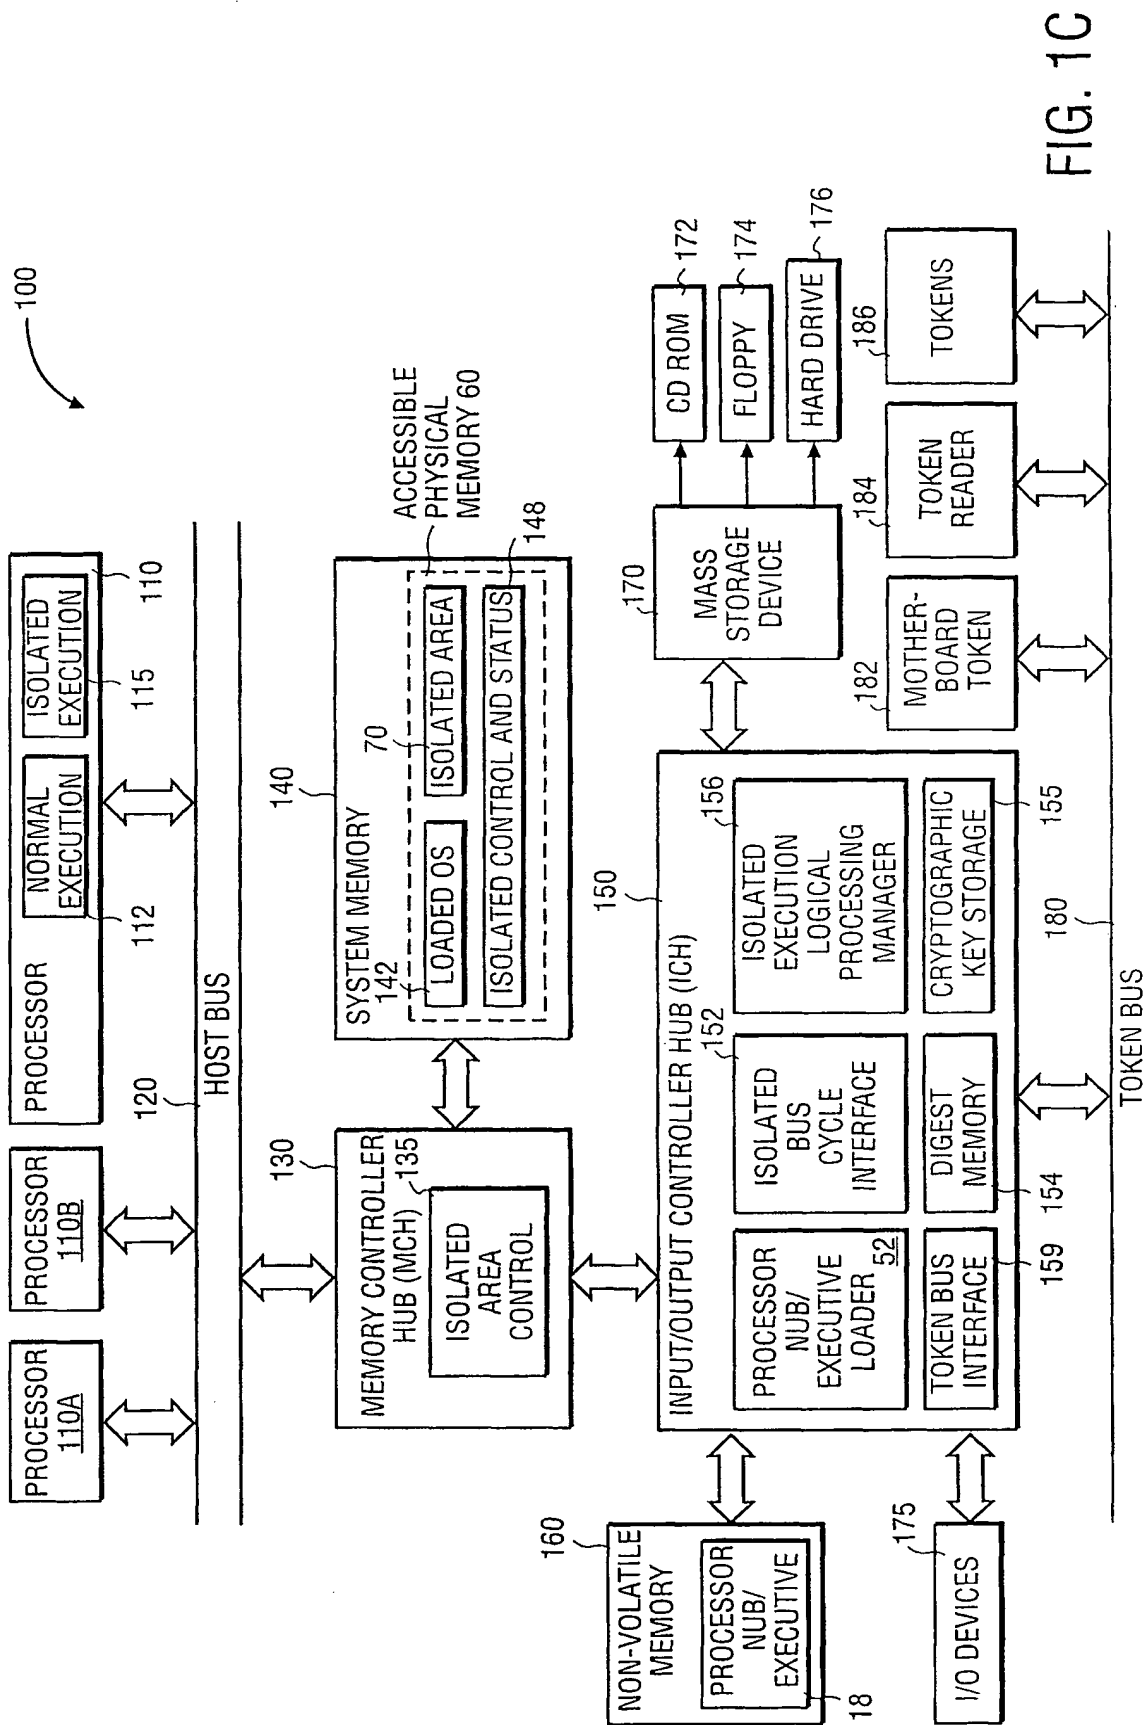 100
PROCESSOR
110A
PROCESSOR
110B
PROCESSOR
NORMAL
EXECUTION
112
ISOLATED
EXECUTION
115
110
120
HOST BUS
130
MEMORY CONTROLLER
HUB (MCH)
135
ISOLATED
AREA
CONTROL
140
SYSTEM MEMORY
142
LOADED OS
70
ISOLATED AREA
ISOLATED CONTROL AND STATUS
148
ACCESSIBLE
PHYSICAL
MEMORY 60
150
INPUT/OUTPUT CONTROLLER HUB (ICH)
PROCESSOR
NUB/
EXECUTIVE
LOADER
52
152
ISOLATED
BUS
CYCLE
INTERFACE
156
ISOLATED
EXECUTION
LOGICAL
PROCESSING
MANAGER
TOKEN BUS
INTERFACE
159
DIGEST
MEMORY
154
CRYPTOGRAPHIC
KEY STORAGE
155
160
NON-VOLATILE
MEMORY
PROCESSOR
NUB/
EXECUTIVE
18
175
I/O DEVICES
170
MASS
STORAGE
DEVICE
CD ROM
172
FLOPPY
174
HARD DRIVE
176
182
MOTHER-
BOARD
TOKEN
184
TOKEN
READER
186
TOKENS
180
TOKEN BUS
FIG. 1C